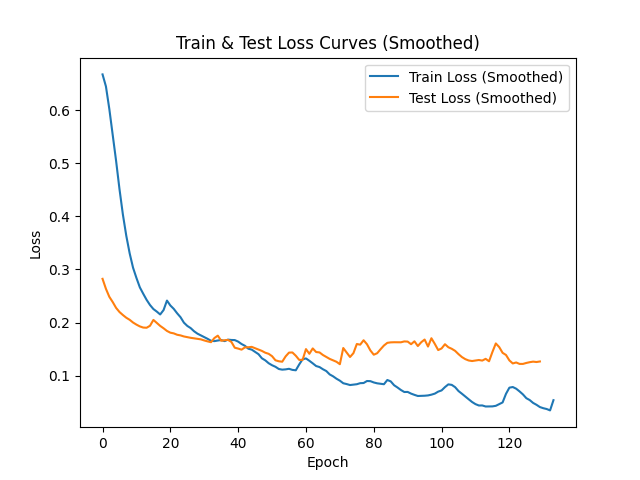 Train & Test Loss Curves (Smoothed)
Train Loss (Smoothed)
Test Loss (Smoothed)
Loss
0.6
0.5
0.4
0.3
0.2
0.1
0 20 40 60 80 100 120
Epoch